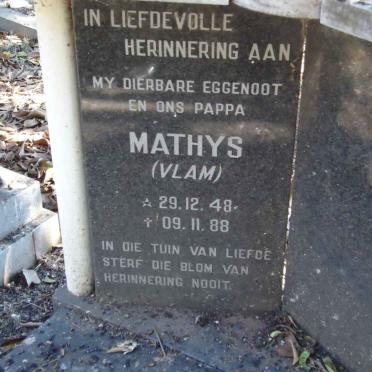 IN LIEFDEVOLLE
HERINNERING AAN
MY DIERBARE EGGENOOT
EN ONS PAPPA
MATHYS
(VLAM)
☆ 29.12.48
✝ 09.11.88
IN DIE TUIN VAN LIEFDE
STERF DIE BLOM VAN
HERINNERING NOOIT.